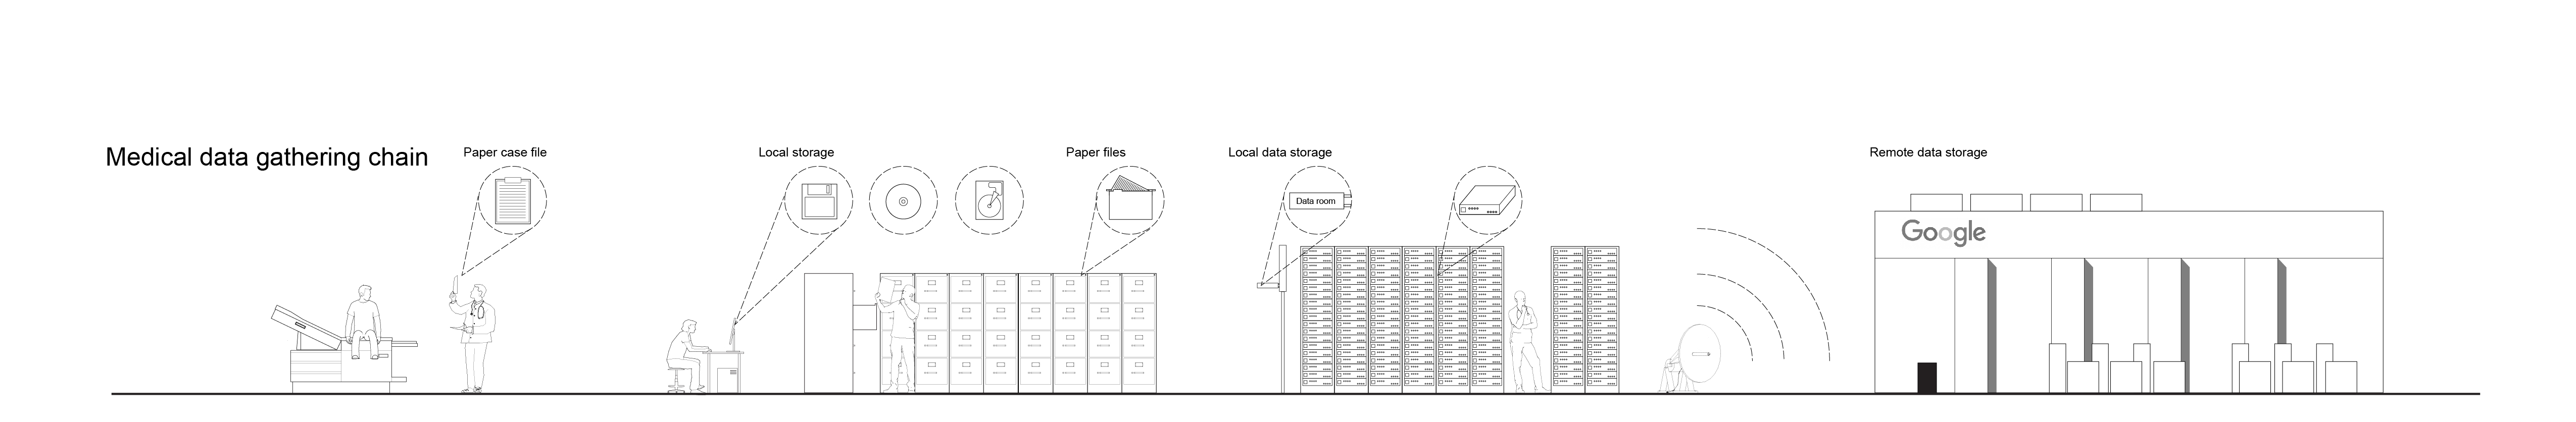 Medical data gathering chain
Paper case file
Local storage
Paper files
Local data storage
Remote data storage
Data room
Google